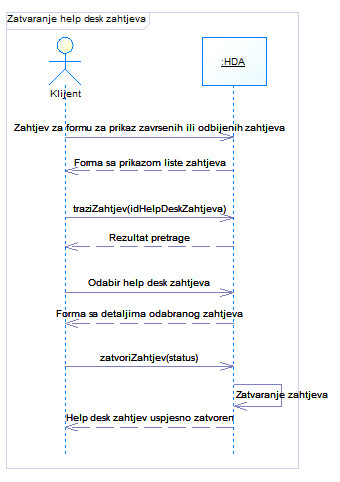 Zatvaranje help desk zahtjeva
:HDA
Klijent
Zahtjev za formu za prikaz zavrsenih ili odbijenih zahtjeva
Forma sa prikazom liste zahtjeva
traziZahtjev(idHelpDeskZahtjeva)
Rezultat pretrage
Odabir help desk zahtjeva
Forma sa detaljima odabranog zahtjeva
zatvoriZahtjev(status)
Zatvaranje zahtjeva
Help desk zahtjev uspjesno zatvoren